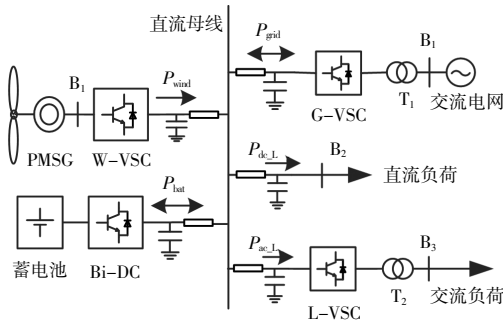 直流母线
P_grid
B₁
G-VSC
T₁
交流电网
B₁
P_wind
PMSG
W-VSC
P_dc_L
B₂
直流负荷
P_bat
蓄电池
Bi-DC
P_ac_L
B₃
L-VSC
T₂
交流负荷